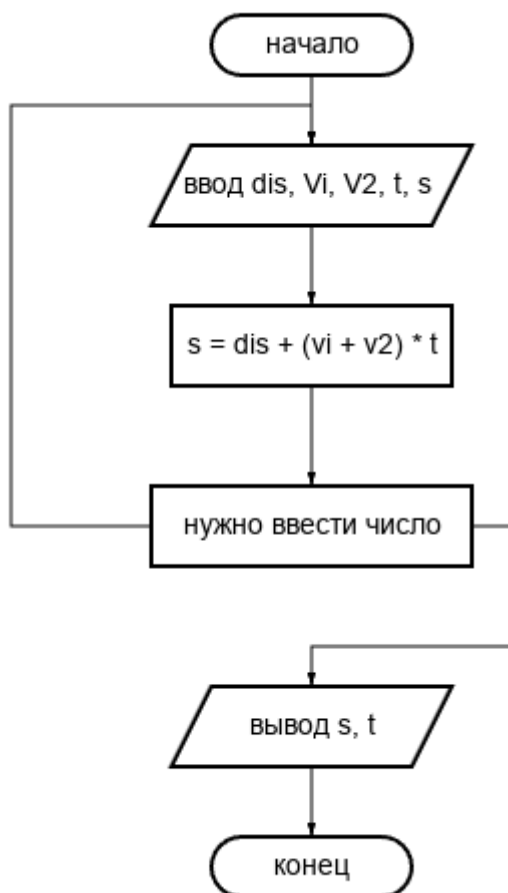 начало
ввод dis, Vi, V2, t, s
s = dis + (vi + v2) * t
нужно ввести число
вывод s, t
конец